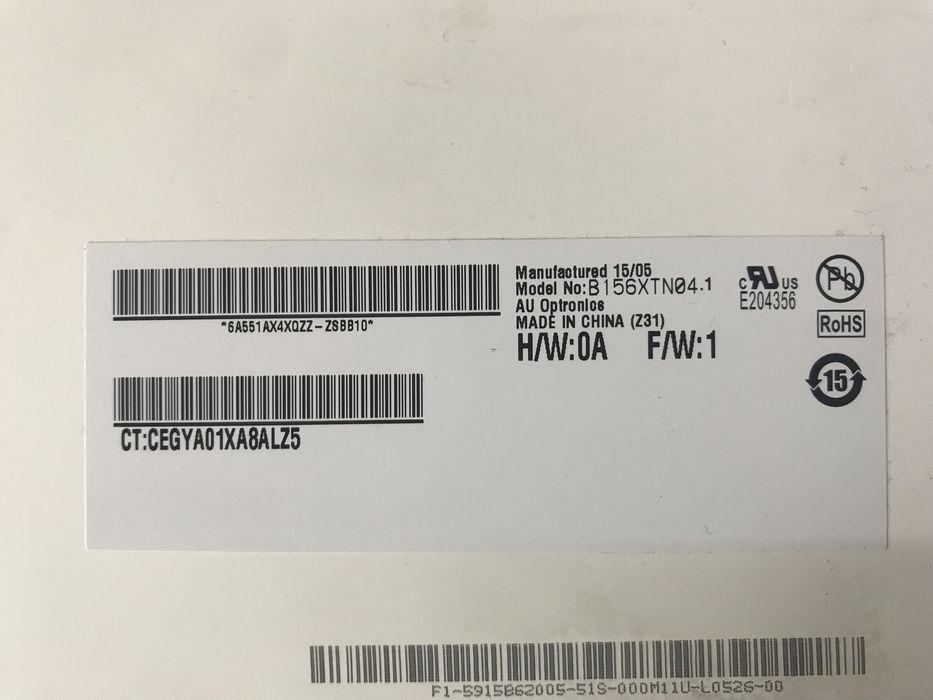 *6A551AX4XQZZ-ZSBB10*
CT:CEGYA01XA8ALZ5
Manufactured 15/05
Model No:B156XTN04.1
AU Optronics
MADE IN CHINA (Z31)
H/W:0A F/W:1
c RU US
E204356
Pb
RoHS
15
F1-5915B62005-51S-000M11U-L0526-00